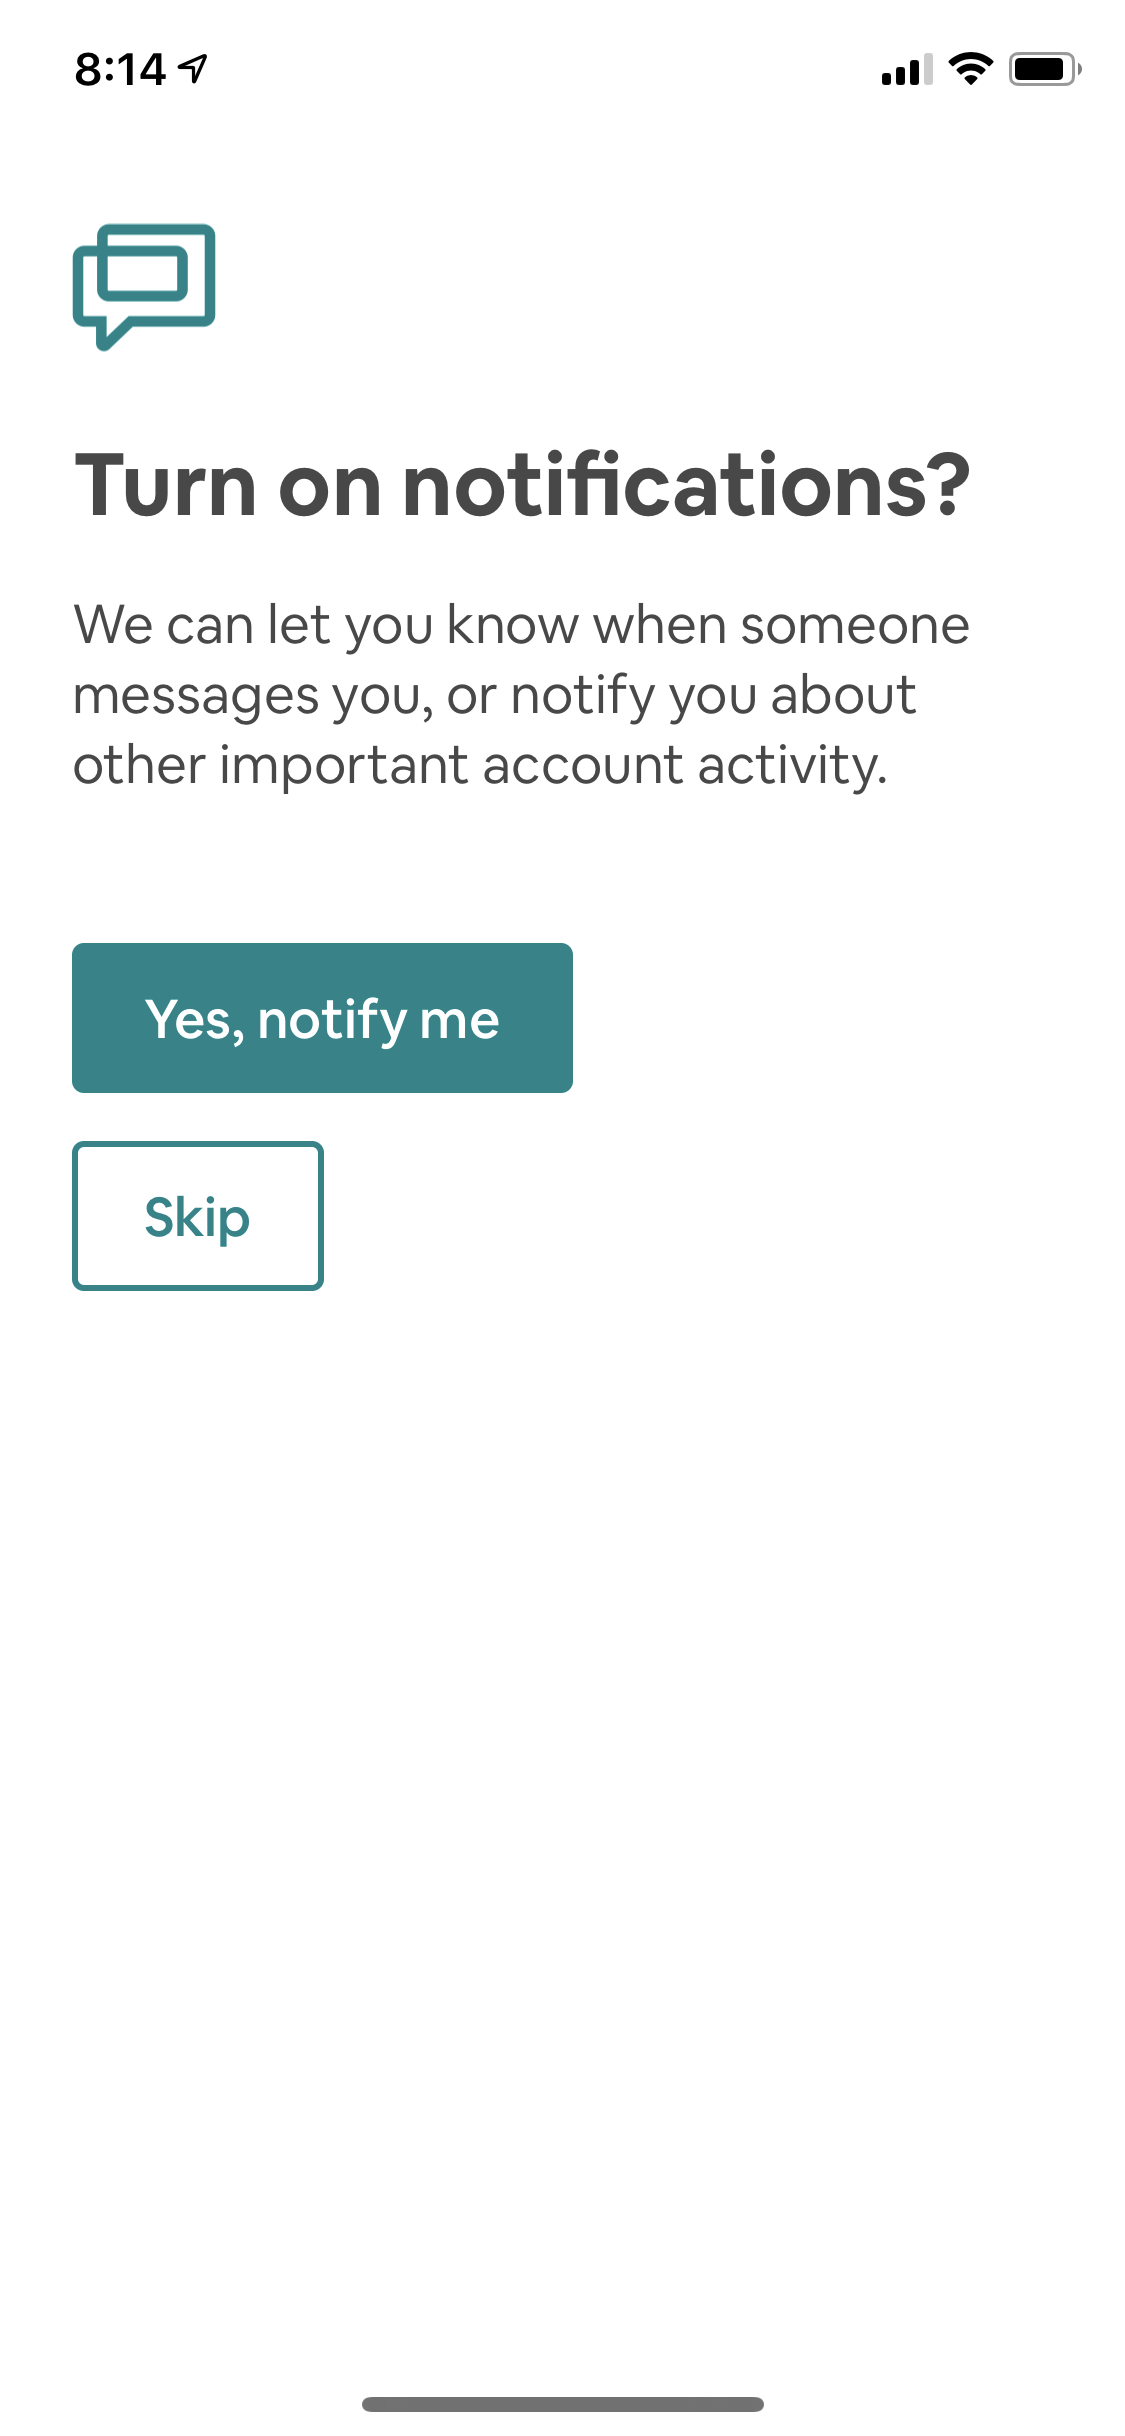 8:14
Turn on notifications?
We can let you know when someone
messages you, or notify you about
other important account activity.
Yes, notify me
Skip